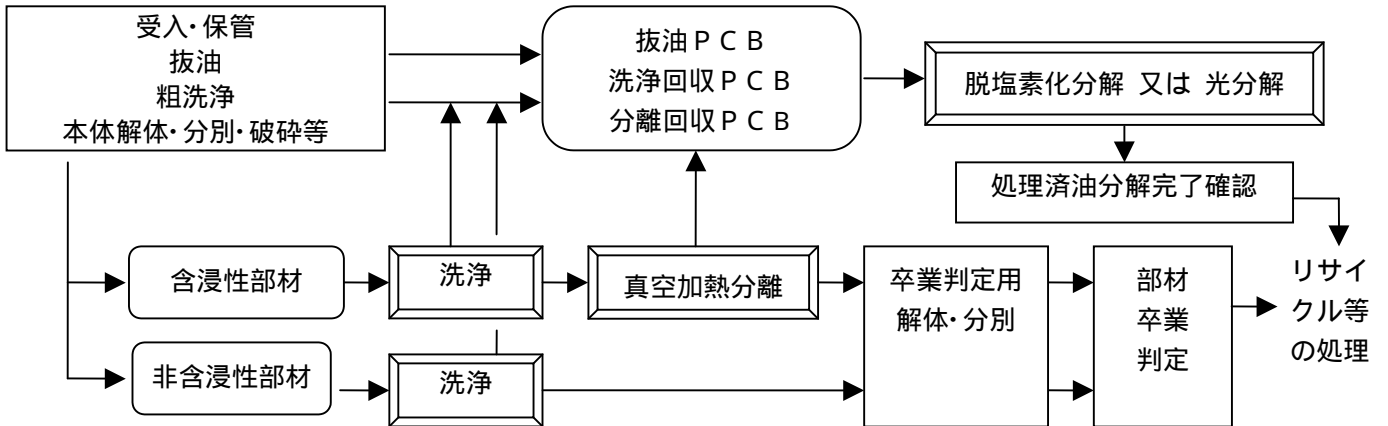 受入・保管
抜油
粗洗浄
本体解体・分別・破砕等
抜油ＰＣＢ
洗浄回収ＰＣＢ
分離回収ＰＣＢ
脱塩素化分解 又は 光分解
処理済油分解完了確認
含浸性部材
洗浄
真空加熱分離
卒業判定用
解体・分別
部材
卒業
判定
リサイ
クル等
の処理
非含浸性部材
洗浄